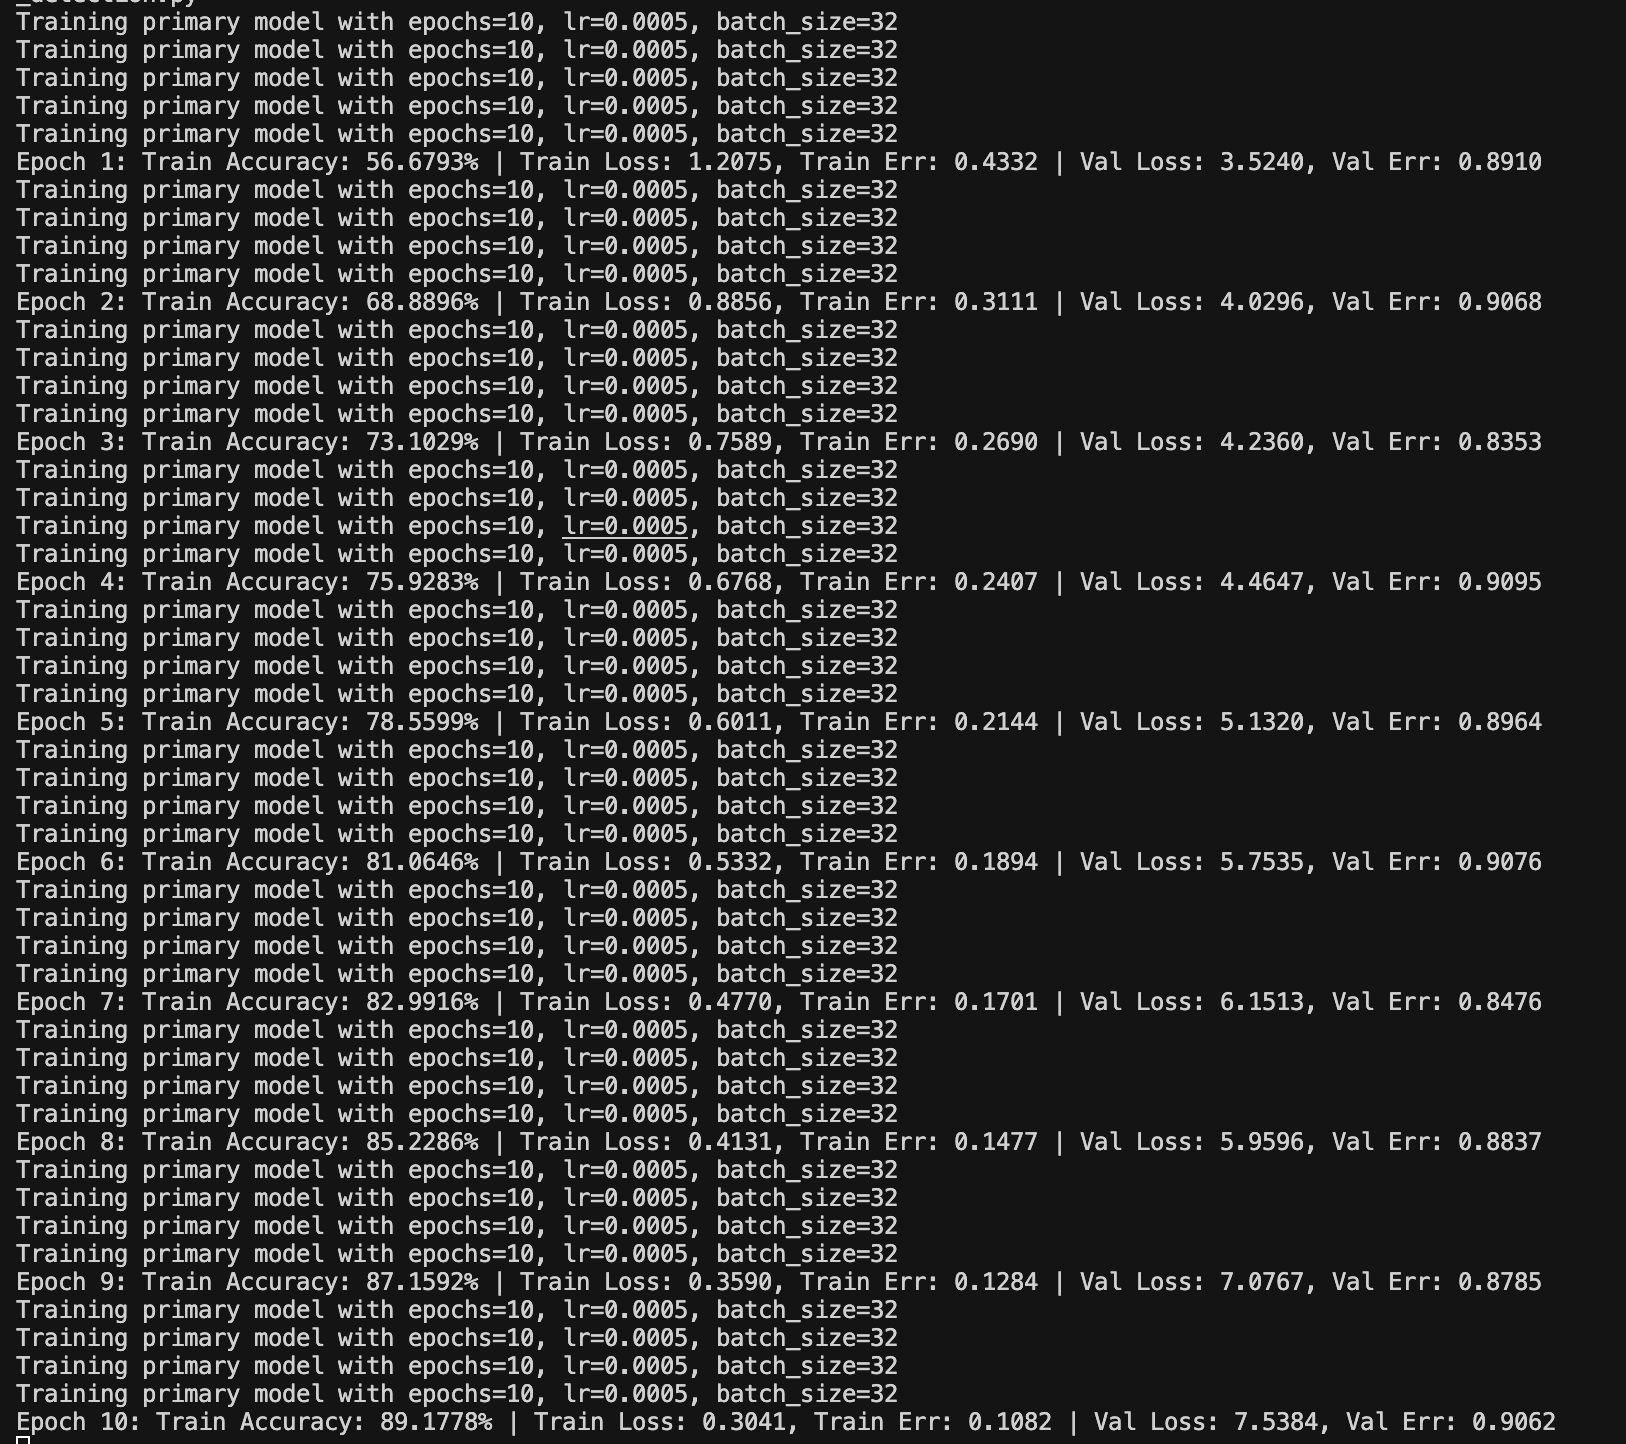 _detection.py
Training primary model with epochs=10, lr=0.0005, batch_size=32
Training primary model with epochs=10, lr=0.0005, batch_size=32
Training primary model with epochs=10, lr=0.0005, batch_size=32
Training primary model with epochs=10, lr=0.0005, batch_size=32
Training primary model with epochs=10, lr=0.0005, batch_size=32
Epoch 1: Train Accuracy: 56.6793% | Train Loss: 1.2075, Train Err: 0.4332 | Val Loss: 3.5240, Val Err: 0.8910
Training primary model with epochs=10, lr=0.0005, batch_size=32
Training primary model with epochs=10, lr=0.0005, batch_size=32
Training primary model with epochs=10, lr=0.0005, batch_size=32
Training primary model with epochs=10, lr=0.0005, batch_size=32
Epoch 2: Train Accuracy: 68.8896% | Train Loss: 0.8856, Train Err: 0.3111 | Val Loss: 4.0296, Val Err: 0.9068
Training primary model with epochs=10, lr=0.0005, batch_size=32
Training primary model with epochs=10, lr=0.0005, batch_size=32
Training primary model with epochs=10, lr=0.0005, batch_size=32
Training primary model with epochs=10, lr=0.0005, batch_size=32
Epoch 3: Train Accuracy: 73.1029% | Train Loss: 0.7589, Train Err: 0.2690 | Val Loss: 4.2360, Val Err: 0.8353
Training primary model with epochs=10, lr=0.0005, batch_size=32
Training primary model with epochs=10, lr=0.0005, batch_size=32
Training primary model with epochs=10, lr=0.0005, batch_size=32
Training primary model with epochs=10, lr=0.0005, batch_size=32
Epoch 4: Train Accuracy: 75.9283% | Train Loss: 0.6768, Train Err: 0.2407 | Val Loss: 4.4647, Val Err: 0.9095
Training primary model with epochs=10, lr=0.0005, batch_size=32
Training primary model with epochs=10, lr=0.0005, batch_size=32
Training primary model with epochs=10, lr=0.0005, batch_size=32
Training primary model with epochs=10, lr=0.0005, batch_size=32
Epoch 5: Train Accuracy: 78.5599% | Train Loss: 0.6011, Train Err: 0.2144 | Val Loss: 5.1320, Val Err: 0.8964
Training primary model with epochs=10, lr=0.0005, batch_size=32
Training primary model with epochs=10, lr=0.0005, batch_size=32
Training primary model with epochs=10, lr=0.0005, batch_size=32
Training primary model with epochs=10, lr=0.0005, batch_size=32
Epoch 6: Train Accuracy: 81.0646% | Train Loss: 0.5332, Train Err: 0.1894 | Val Loss: 5.7535, Val Err: 0.9076
Training primary model with epochs=10, lr=0.0005, batch_size=32
Training primary model with epochs=10, lr=0.0005, batch_size=32
Training primary model with epochs=10, lr=0.0005, batch_size=32
Training primary model with epochs=10, lr=0.0005, batch_size=32
Epoch 7: Train Accuracy: 82.9916% | Train Loss: 0.4770, Train Err: 0.1701 | Val Loss: 6.1513, Val Err: 0.8476
Training primary model with epochs=10, lr=0.0005, batch_size=32
Training primary model with epochs=10, lr=0.0005, batch_size=32
Training primary model with epochs=10, lr=0.0005, batch_size=32
Training primary model with epochs=10, lr=0.0005, batch_size=32
Epoch 8: Train Accuracy: 85.2286% | Train Loss: 0.4131, Train Err: 0.1477 | Val Loss: 5.9596, Val Err: 0.8837
Training primary model with epochs=10, lr=0.0005, batch_size=32
Training primary model with epochs=10, lr=0.0005, batch_size=32
Training primary model with epochs=10, lr=0.0005, batch_size=32
Training primary model with epochs=10, lr=0.0005, batch_size=32
Epoch 9: Train Accuracy: 87.1592% | Train Loss: 0.3590, Train Err: 0.1284 | Val Loss: 7.0767, Val Err: 0.8785
Training primary model with epochs=10, lr=0.0005, batch_size=32
Training primary model with epochs=10, lr=0.0005, batch_size=32
Training primary model with epochs=10, lr=0.0005, batch_size=32
Training primary model with epochs=10, lr=0.0005, batch_size=32
Epoch 10: Train Accuracy: 89.1778% | Train Loss: 0.3041, Train Err: 0.1082 | Val Loss: 7.5384, Val Err: 0.9062